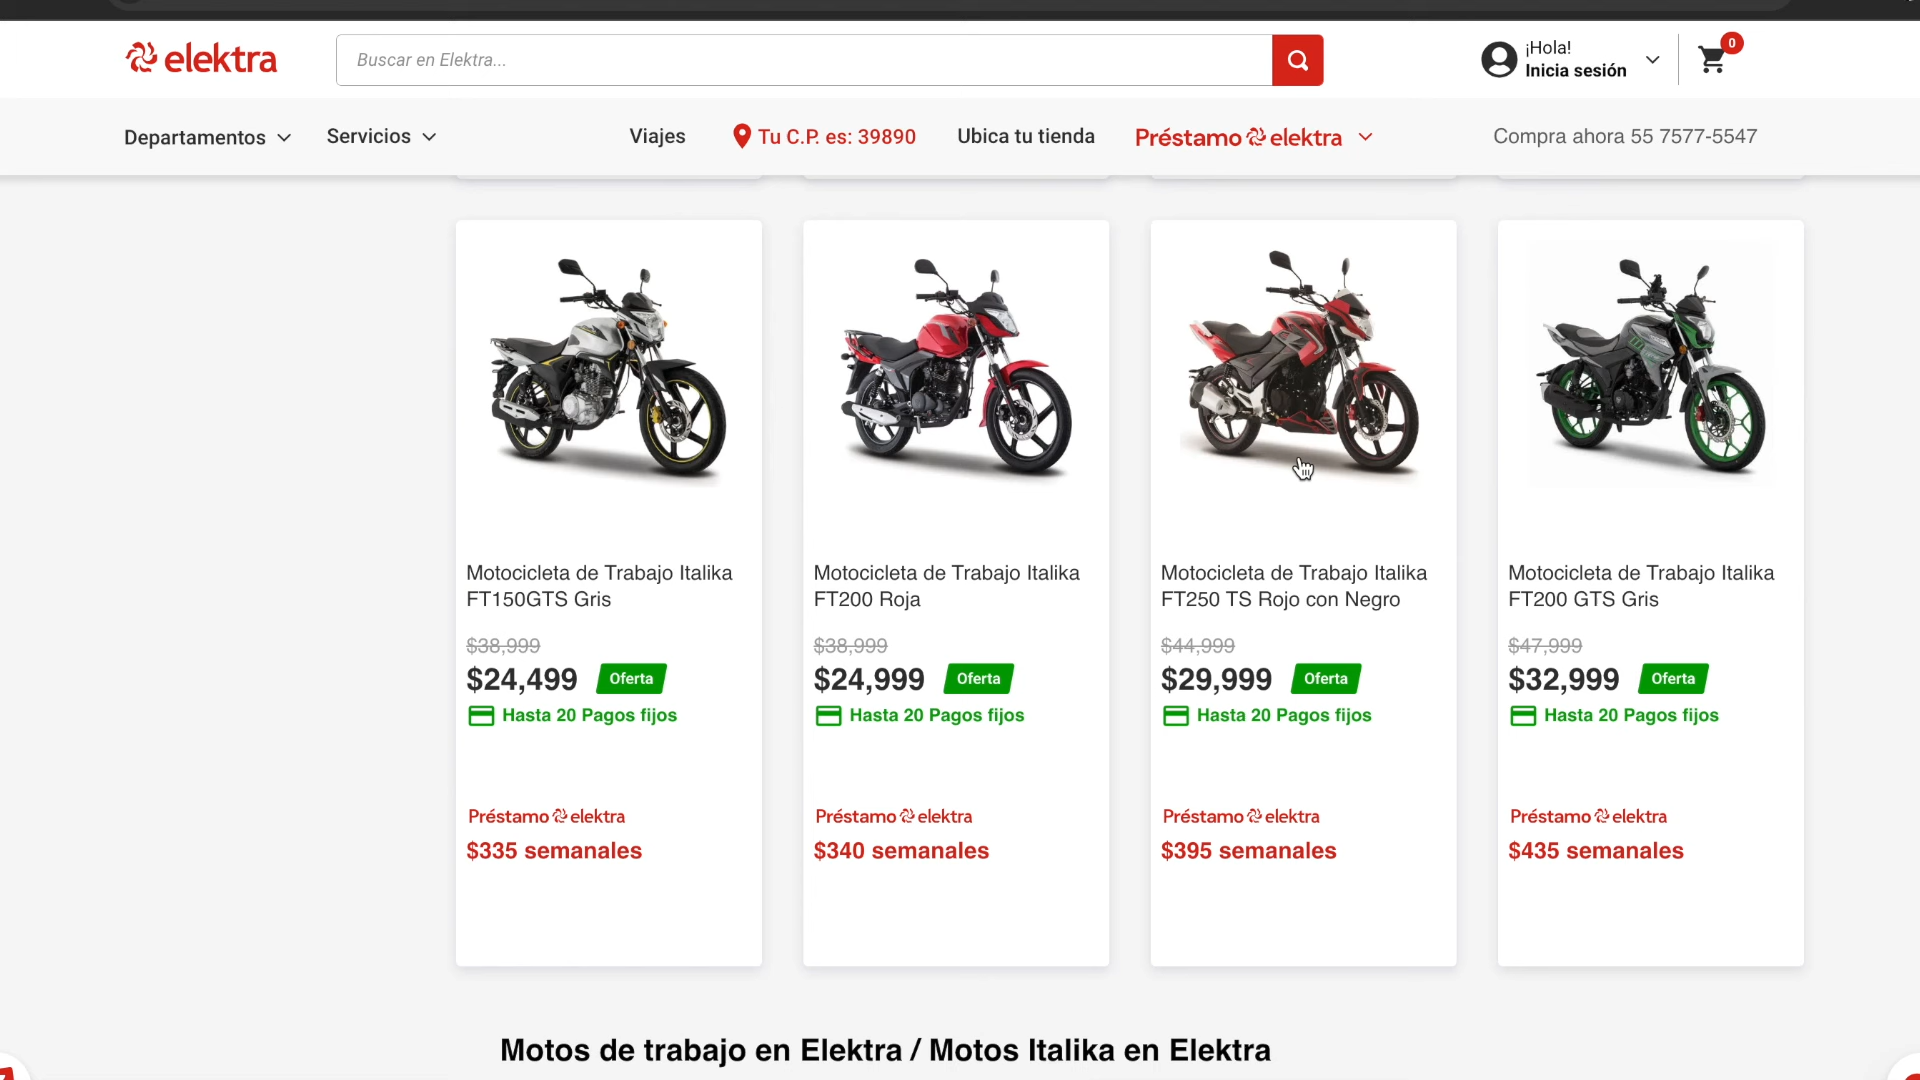 elektra
Buscar en Elektra...
¡Hola!
Inicia sesión
0
Departamentos
Servicios
Viajes
Tu C.P. es: 39890
Ubica tu tienda
Préstamo elektra
Compra ahora 55 7577-5547
Motocicleta de Trabajo Italika
FT150GTS Gris
$38,999
$24,499
Oferta
Hasta 20 Pagos fijos
Préstamo elektra
$335 semanales
Motocicleta de Trabajo Italika
FT200 Roja
$38,999
$24,999
Oferta
Hasta 20 Pagos fijos
Préstamo elektra
$340 semanales
Motocicleta de Trabajo Italika
FT250 TS Rojo con Negro
$44,999
$29,999
Oferta
Hasta 20 Pagos fijos
Préstamo elektra
$395 semanales
Motocicleta de Trabajo Italika
FT200 GTS Gris
$47,999
$32,999
Oferta
Hasta 20 Pagos fijos
Préstamo elektra
$435 semanales
Motos de trabajo en Elektra / Motos Italika en Elektra